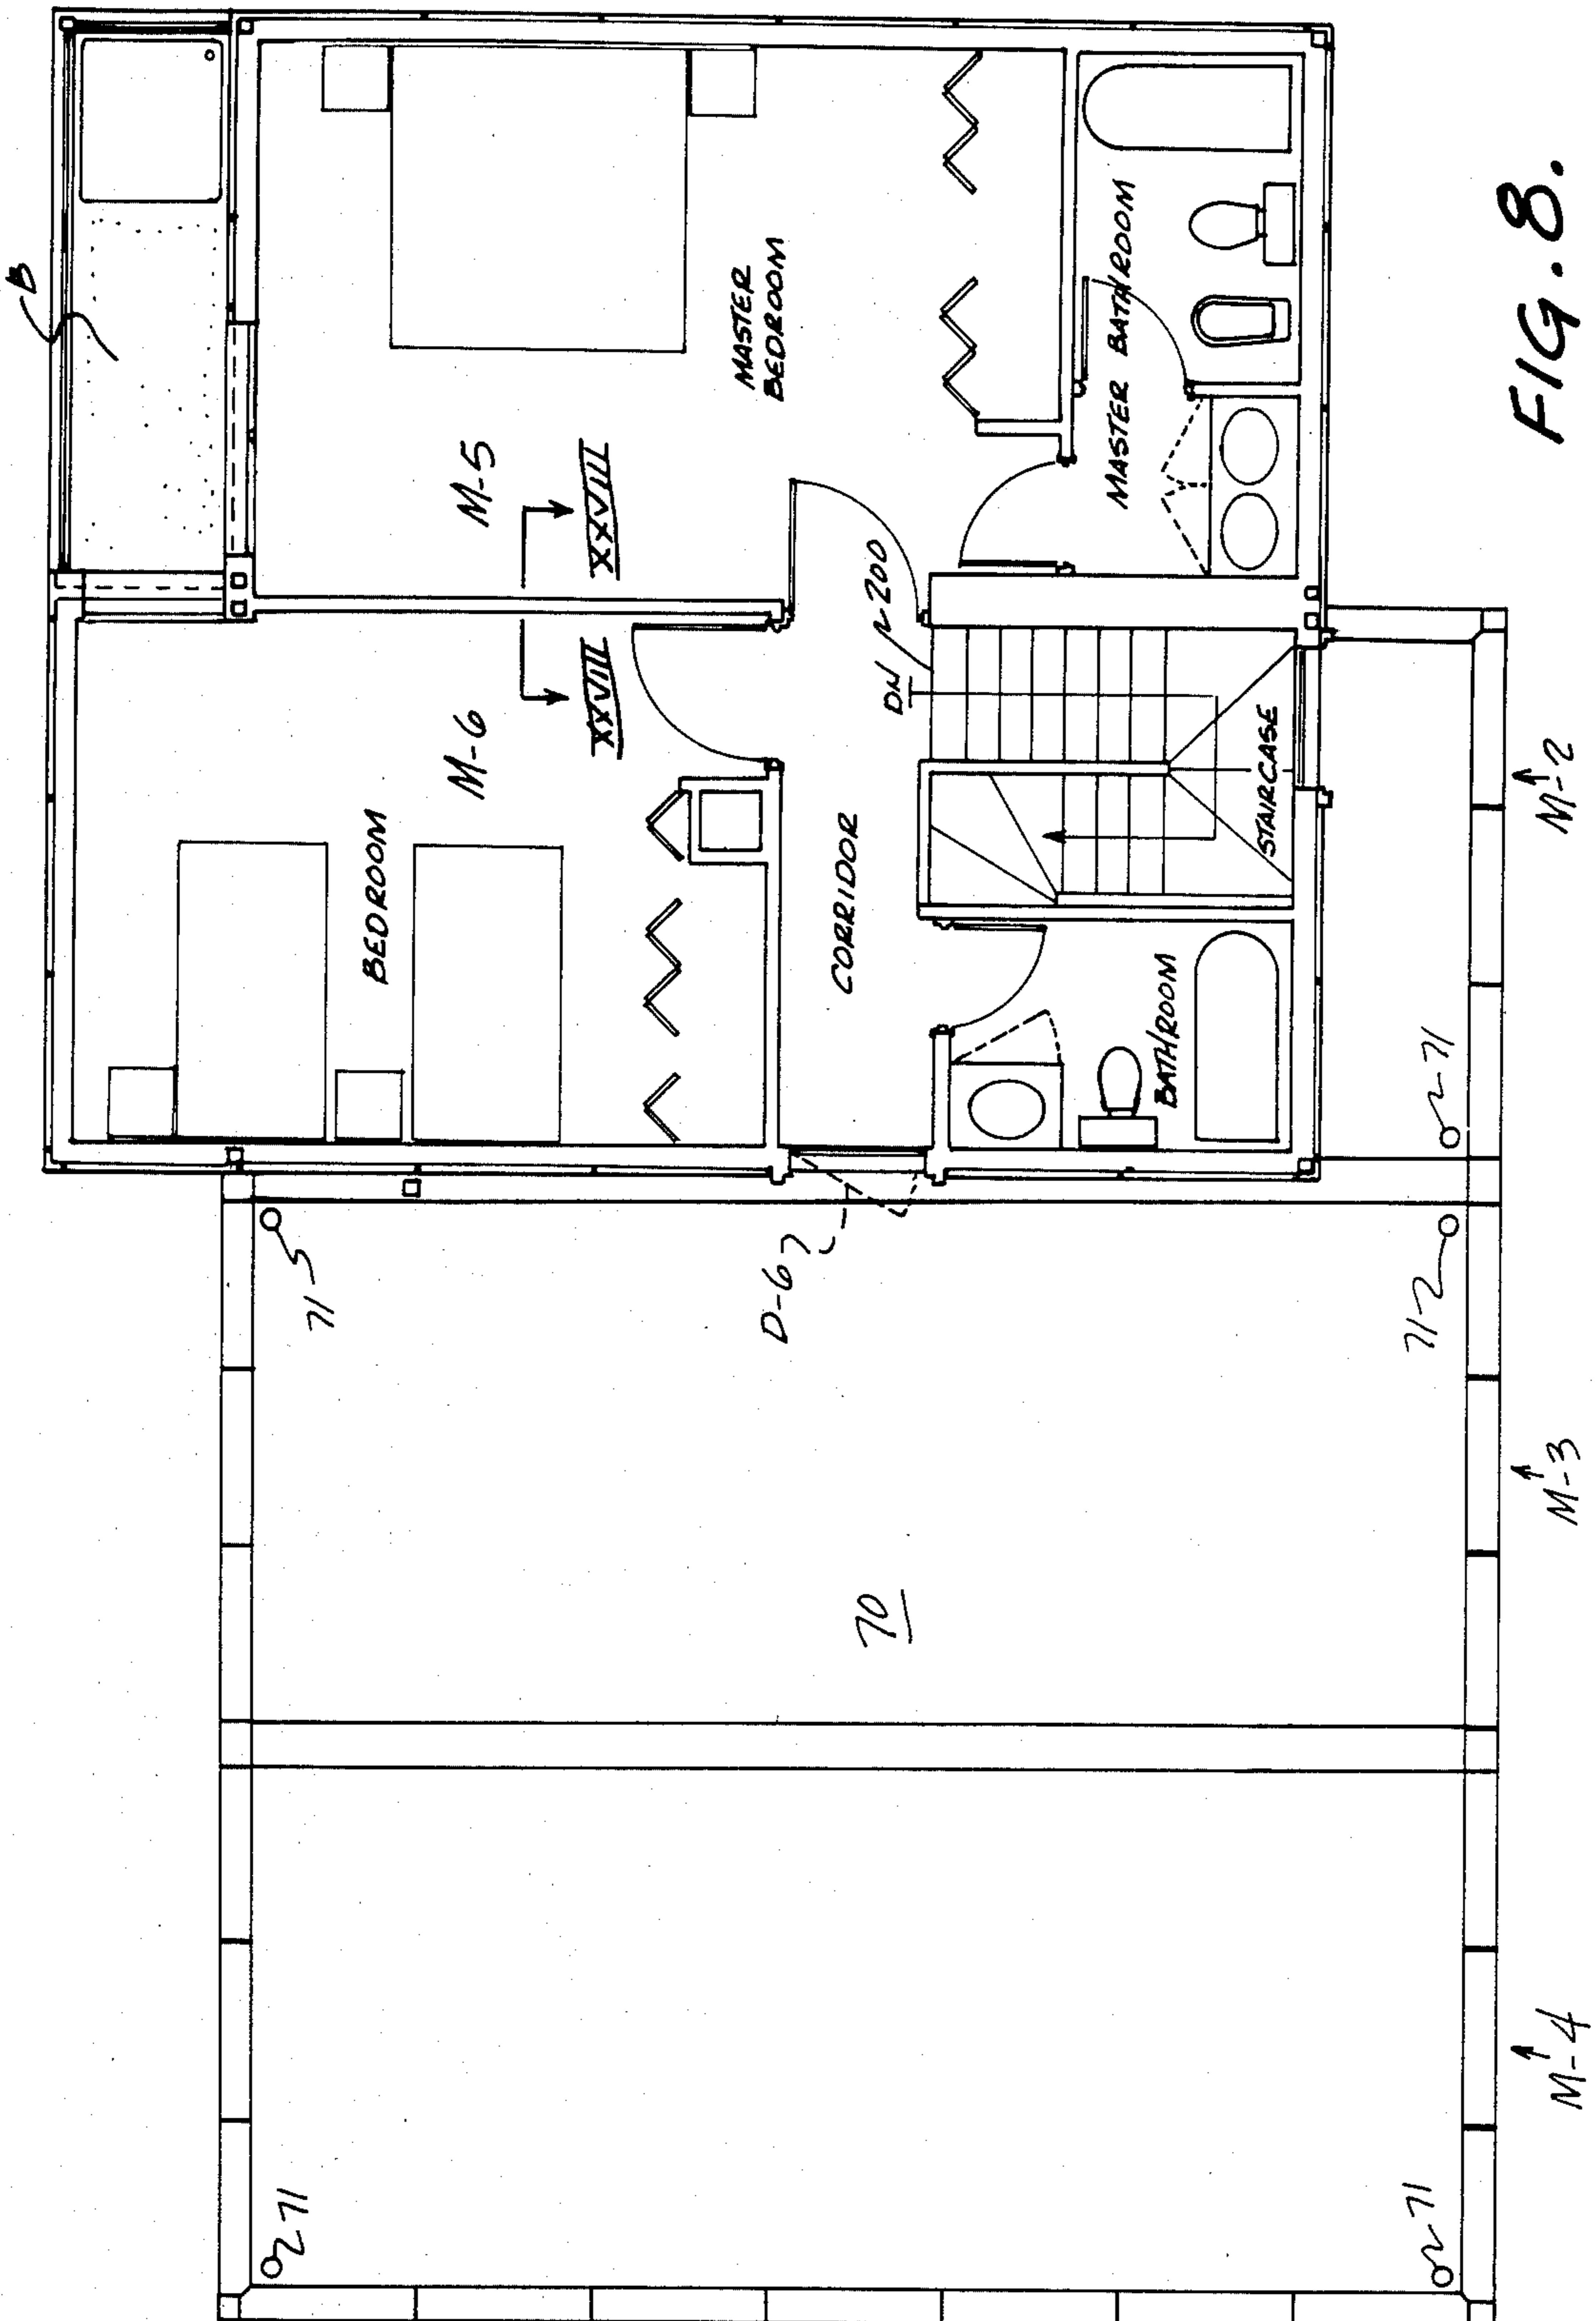 B
M-5
M-6
XXVIII
XXVIII
MASTER
BEDROOM
BEDROOM
MASTER BATHROOM
200
DN
STAIRCASE
CORRIDOR
BATHROOM
D-6
71
71
71
71
71
70
M-2
M-3
M-4
FIG. 8.